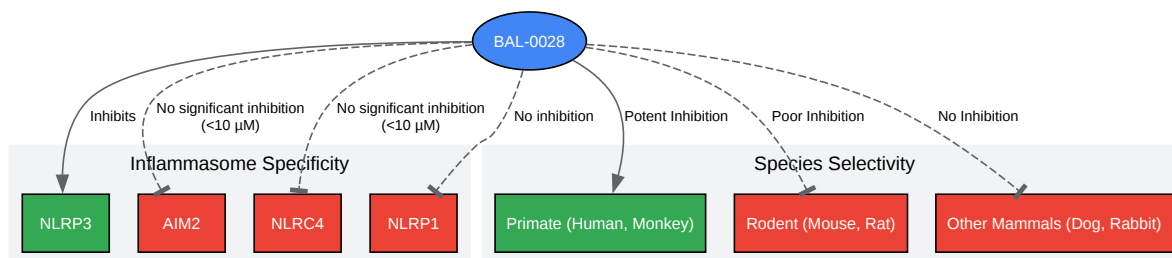 BAL-0028
Inhibits
No significant inhibition
(<10 µM)
No significant inhibition
(<10 µM)
No inhibition
Potent Inhibition
Poor Inhibition
No Inhibition
Inflammasome Specificity
Species Selectivity
NLRP3
AIM2
NLRC4
NLRP1
Primate (Human, Monkey)
Rodent (Mouse, Rat)
Other Mammals (Dog, Rabbit)